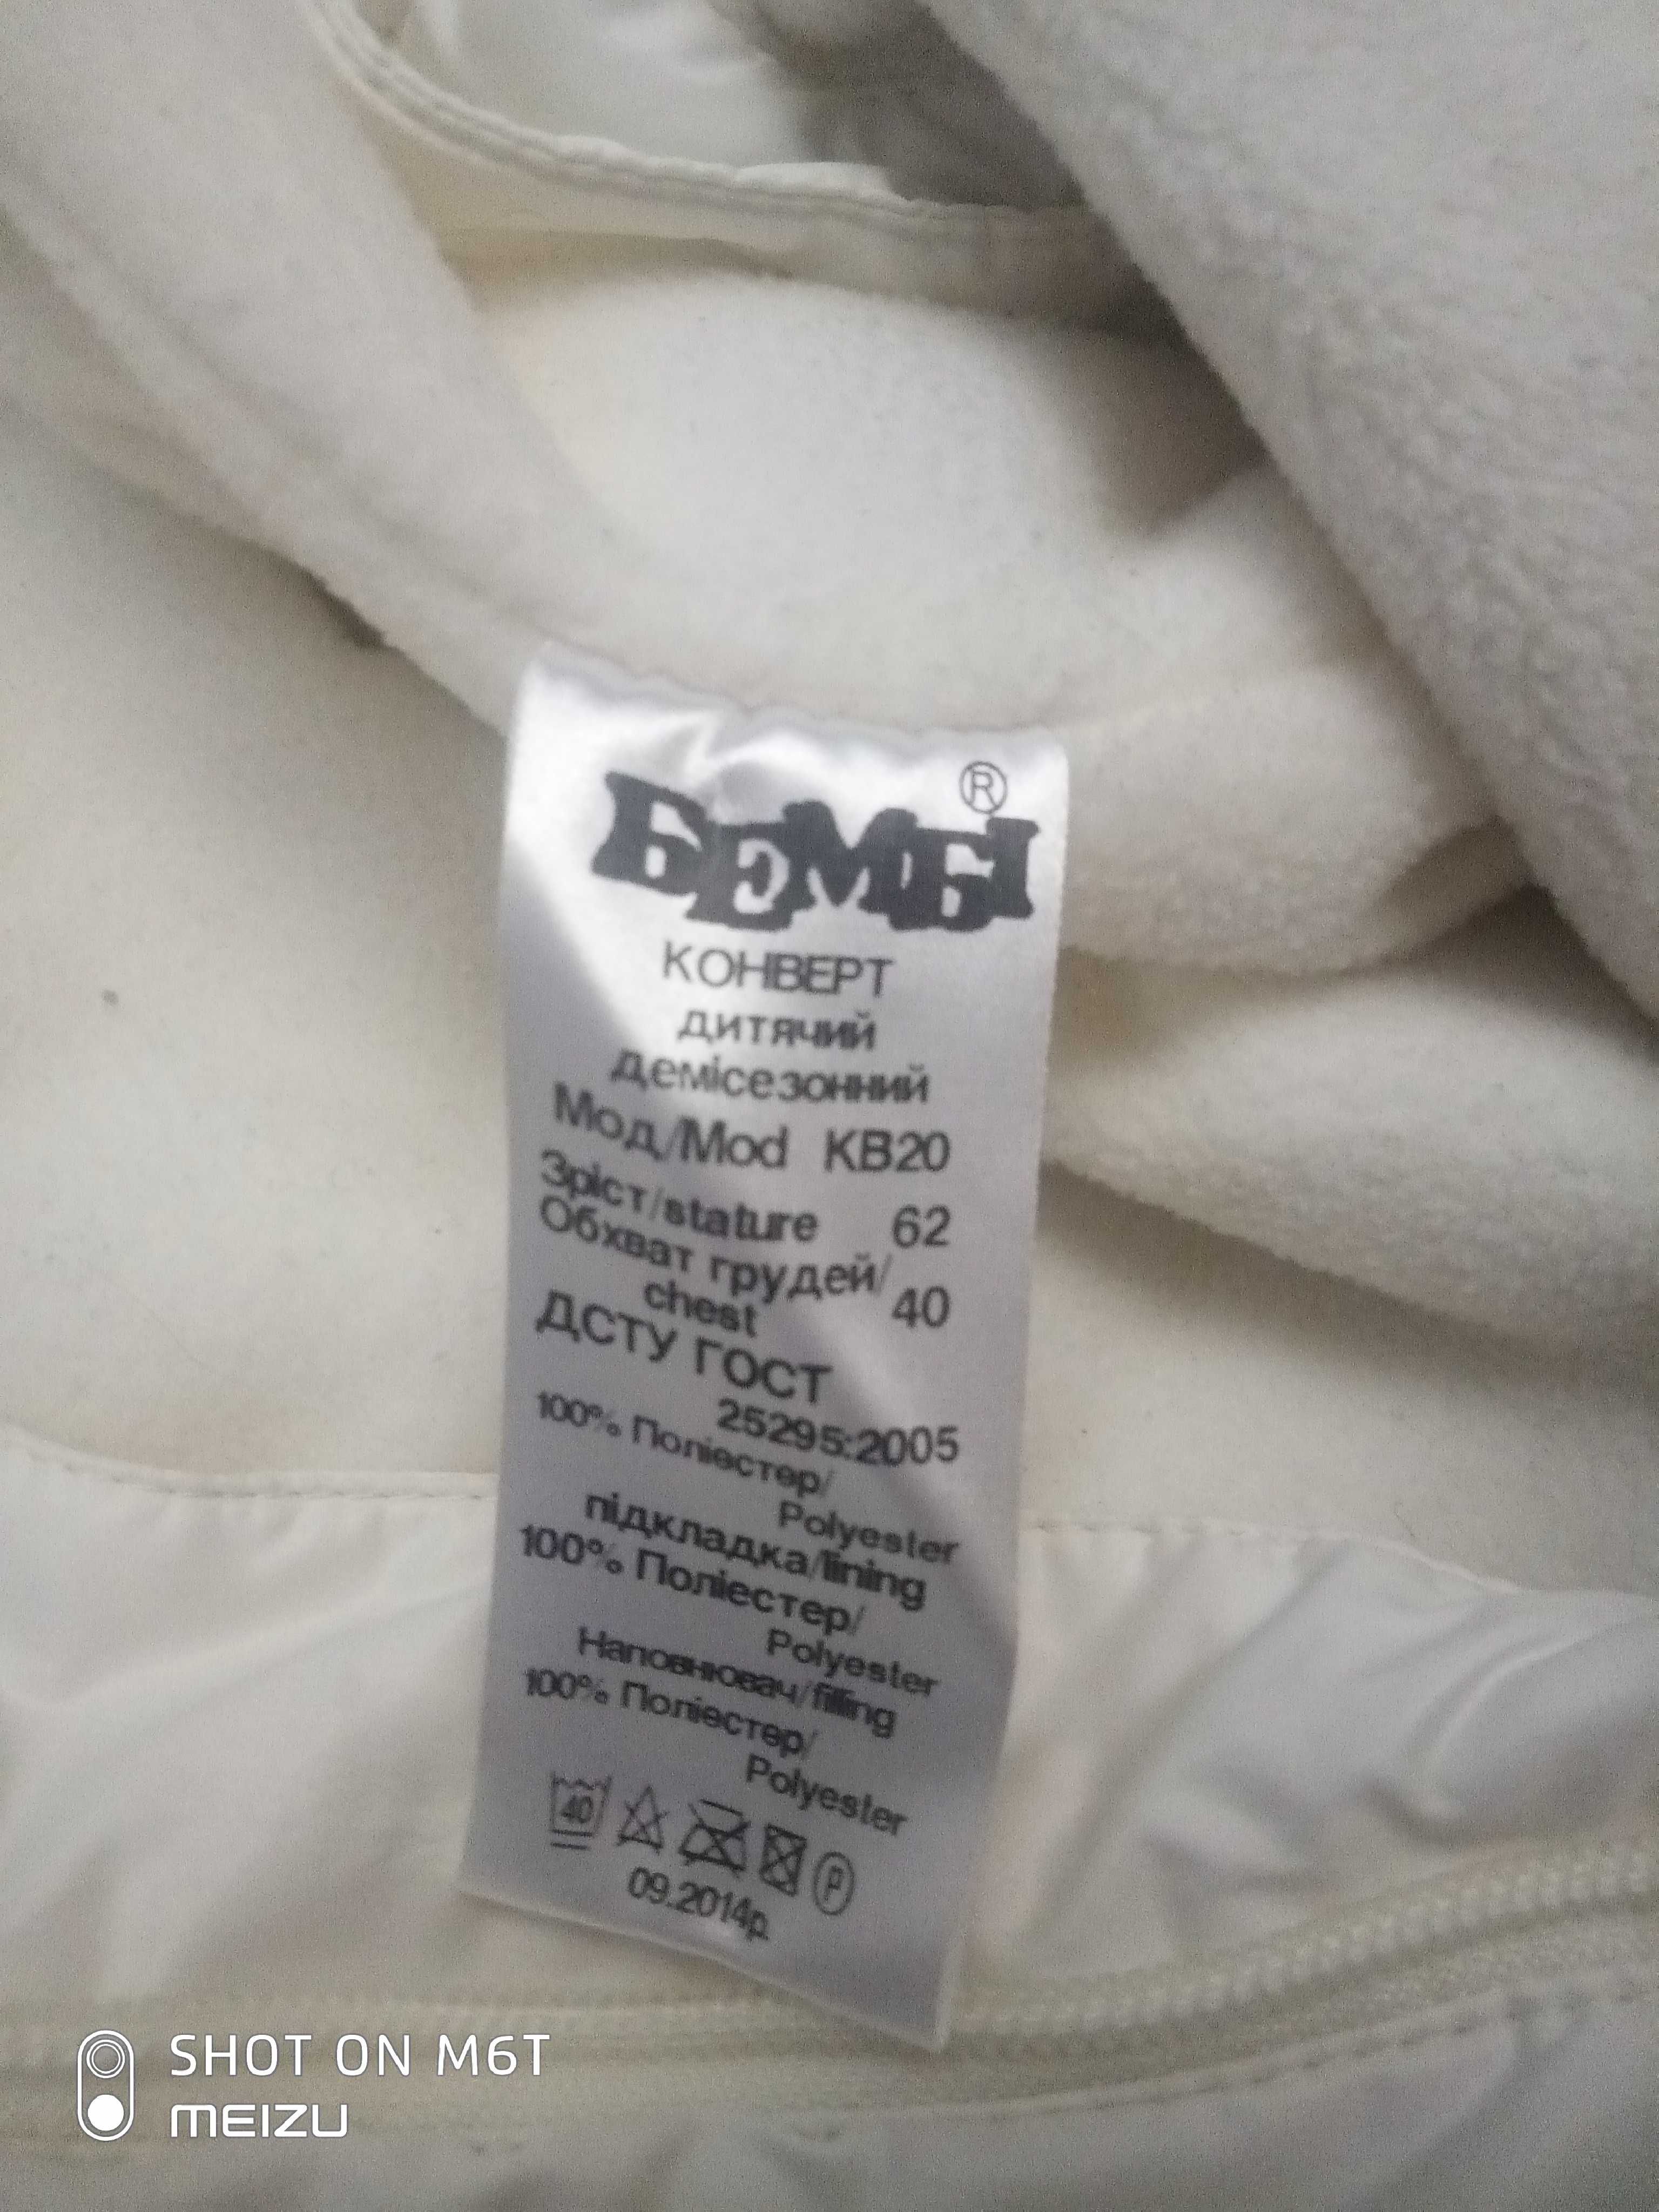 БЕМБІ®
КОНВЕРТ
дитячий
демісезонний
Мод/Mod КВ20
Зріст/stature 62
Обхват грудей/
chest 40
ДСТУ ГОСТ
25295:2005
100% Поліестер/
Polyester
підкладка/lining
100% Поліестер/
Polyester
Наповнювач/filling
100% Поліестер/
Polyester
40 P
09.2014р.
SHOT ON M6T
MEIZU